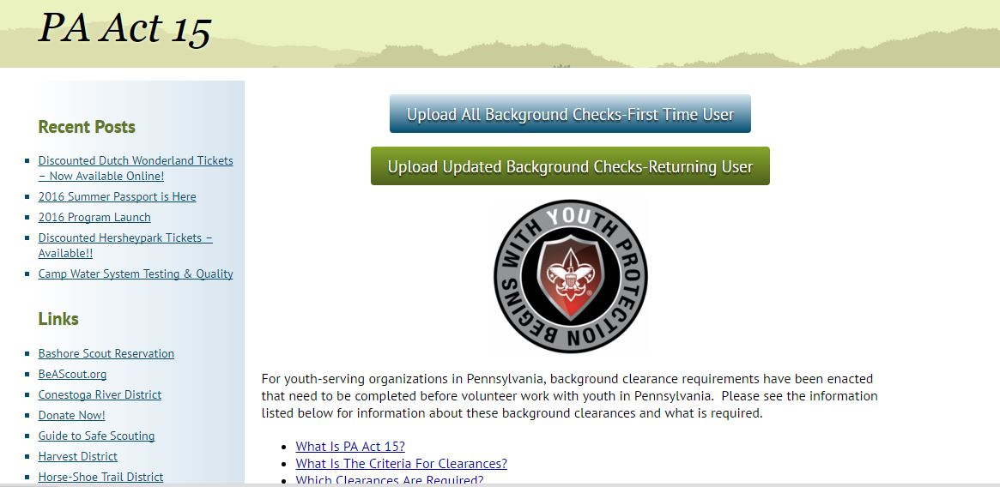 PA Act 15
Recent Posts
Discounted Dutch Wonderland Tickets
– Now Available Online!
2016 Summer Passport is Here
2016 Program Launch
Discounted Hersheypark Tickets –
Available!!
Camp Water System Testing & Quality
Links
Bashore Scout Reservation
BeAScout.org
Conestoga River District
Donate Now!
Guide to Safe Scouting
Harvest District
Horse-Shoe Trail District
Upload All Background Checks-First Time User
Upload Updated Background Checks-Returning User
YOUTH PROTECTION BEGINS WITH YOU
®
For youth-serving organizations in Pennsylvania, background clearance requirements have been enacted
that need to be completed before volunteer work with youth in Pennsylvania.  Please see the information
listed below for information about these background clearances and what is required.
What Is PA Act 15?
What Is The Criteria For Clearances?
Which Clearances Are Required?